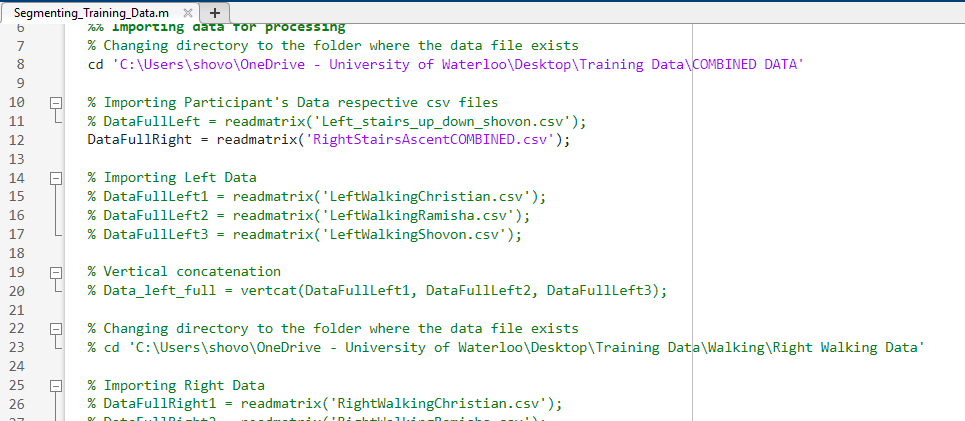 Segmenting_Training_Data.m
6 %% Importing data for processing
7 % Changing directory to the folder where the data file exists
8 cd 'C:\Users\shovo\OneDrive - University of Waterloo\Desktop\Training Data\COMBINED DATA'
9
10 % Importing Participant's Data respective csv files
11 % DataFullLeft = readmatrix('Left_stairs_up_down_shovon.csv');
12 DataFullRight = readmatrix('RightStairsAscentCOMBINED.csv');
13
14 % Importing Left Data
15 % DataFullLeft1 = readmatrix('LeftWalkingChristian.csv');
16 % DataFullLeft2 = readmatrix('LeftWalkingRamisha.csv');
17 % DataFullLeft3 = readmatrix('LeftWalkingShovon.csv');
18
19 % Vertical concatenation
20 % Data_left_full = vertcat(DataFullLeft1, DataFullLeft2, DataFullLeft3);
21
22 % Changing directory to the folder where the data file exists
23 % cd 'C:\Users\shovo\OneDrive - University of Waterloo\Desktop\Training Data\Walking\Right Walking Data'
24
25 % Importing Right Data
26 % DataFullRight1 = readmatrix('RightWalkingChristian.csv');